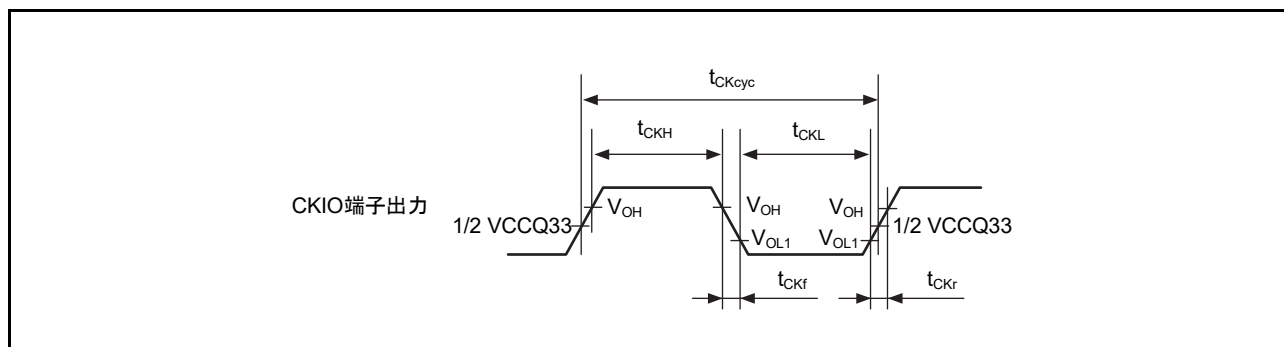 tCKcyc
tCKH
tCKL
CKIO端子出力
1/2 VCCQ33
VOH
VOH
VOL1
VOH
VOL1
1/2 VCCQ33
tCKf
tCKr